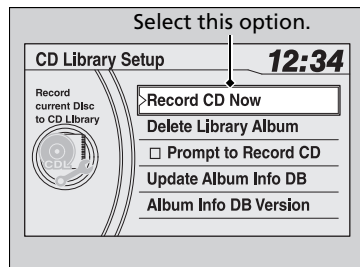 Select this option.
CD Library Setup
12:34
Record
current Disc
to CD Library
CDL
Record CD Now
Delete Library Album
Prompt to Record CD
Update Album Info DB
Album Info DB Version